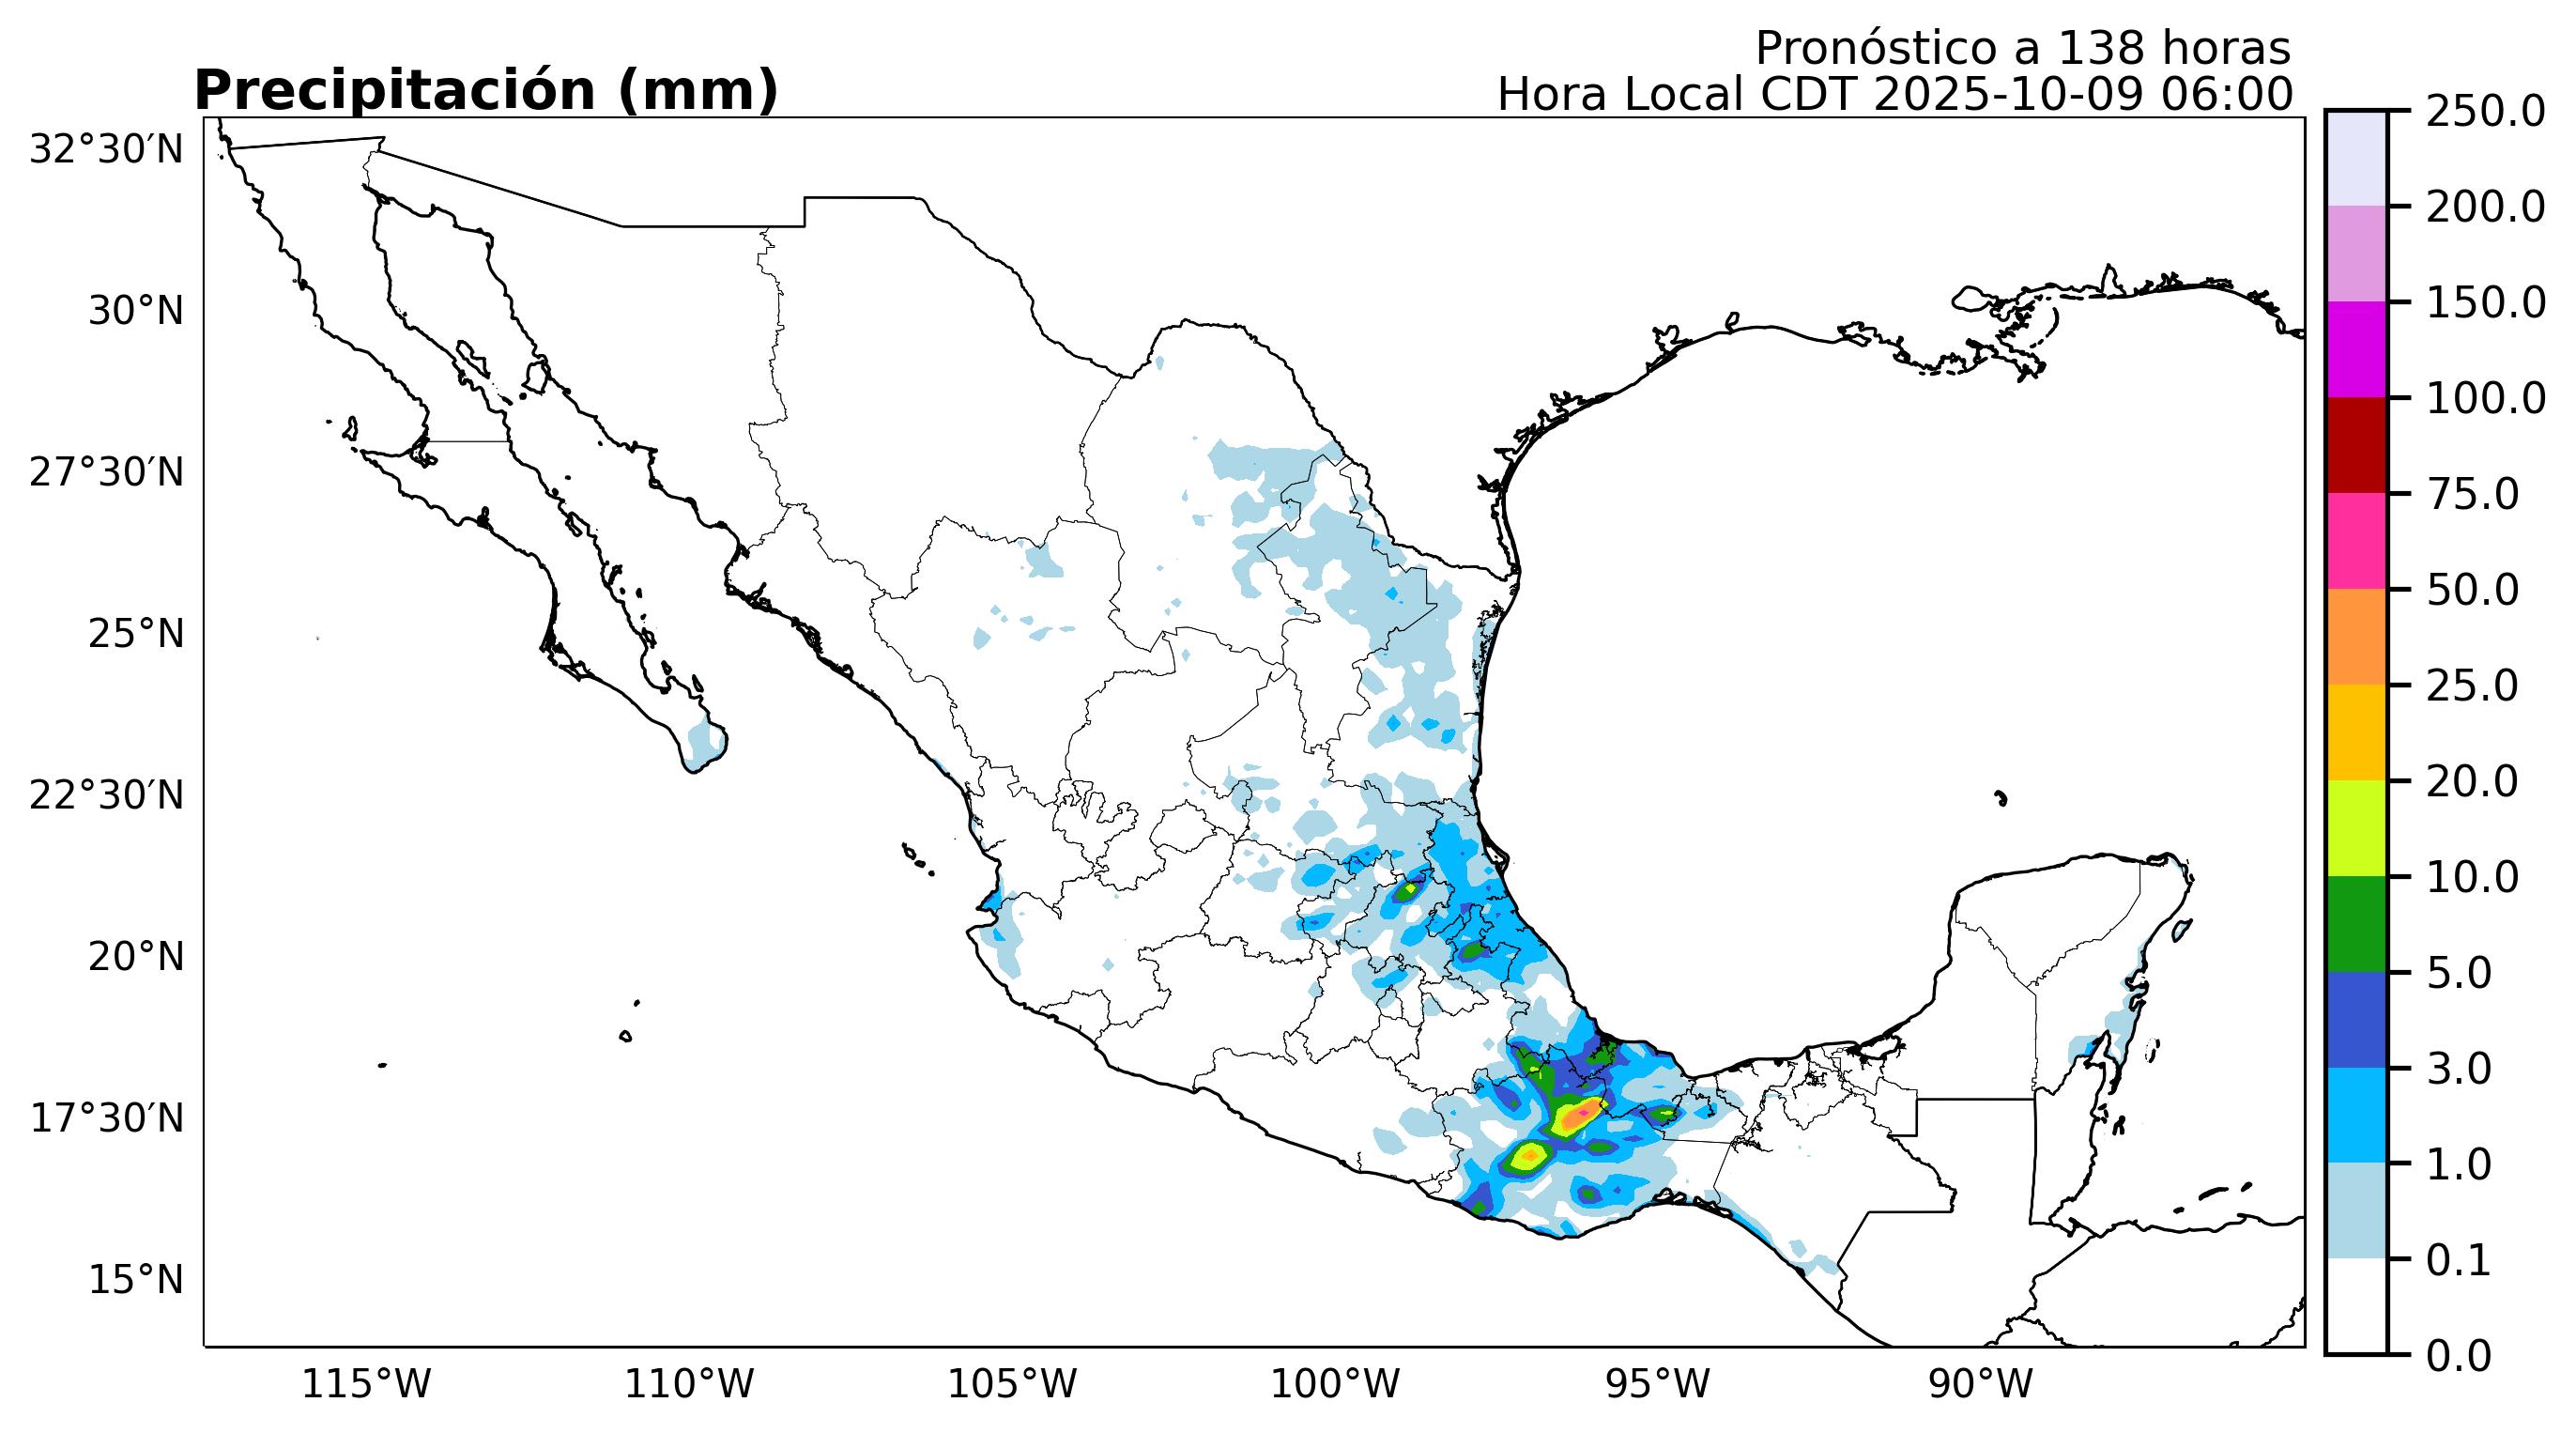 Pronóstico a 138 horas
Precipitación (mm)
Hora Local CDT 2025-10-09 06:00
32°30′N
30°N
27°30′N
25°N
22°30′N
20°N
17°30′N
15°N
115°W
110°W
105°W
100°W
95°W
90°W
250.0
200.0
150.0
100.0
75.0
50.0
25.0
20.0
10.0
5.0
3.0
1.0
0.1
0.0